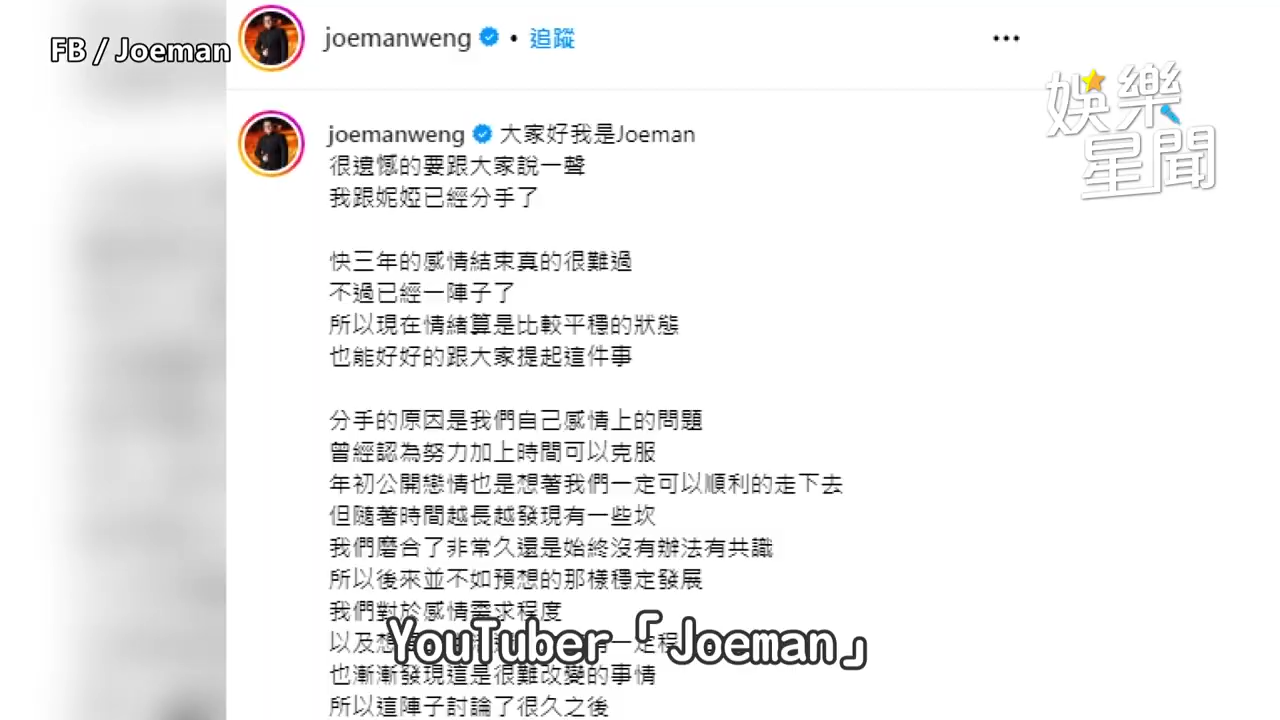 FB / Joeman
joemanweng • 追蹤
娛樂
星聞
joemanweng 大家好我是Joeman
很遺憾的要跟大家說一聲
我跟妮婭已經分手了
快三年的感情結束真的很難過
不過已經一陣子了
所以現在情緒算是比較平穩的狀態
也能好好的跟大家提起這件事
分手的原因是我們自己感情上的問題
曾經認為努力加上時間可以克服
年初公開戀情也是想著我們一定可以順利的走下去
但隨著時間越長越發現有一些坎
我們磨合了非常久還是始終沒有辦法有共識
所以後來並不如預想的那樣穩定發展
我們對於感情需求程度
以及想 一定程
YouTuber「Joeman」
也漸漸發現這是很難改變的事情
所以這陣子討論了很久之後